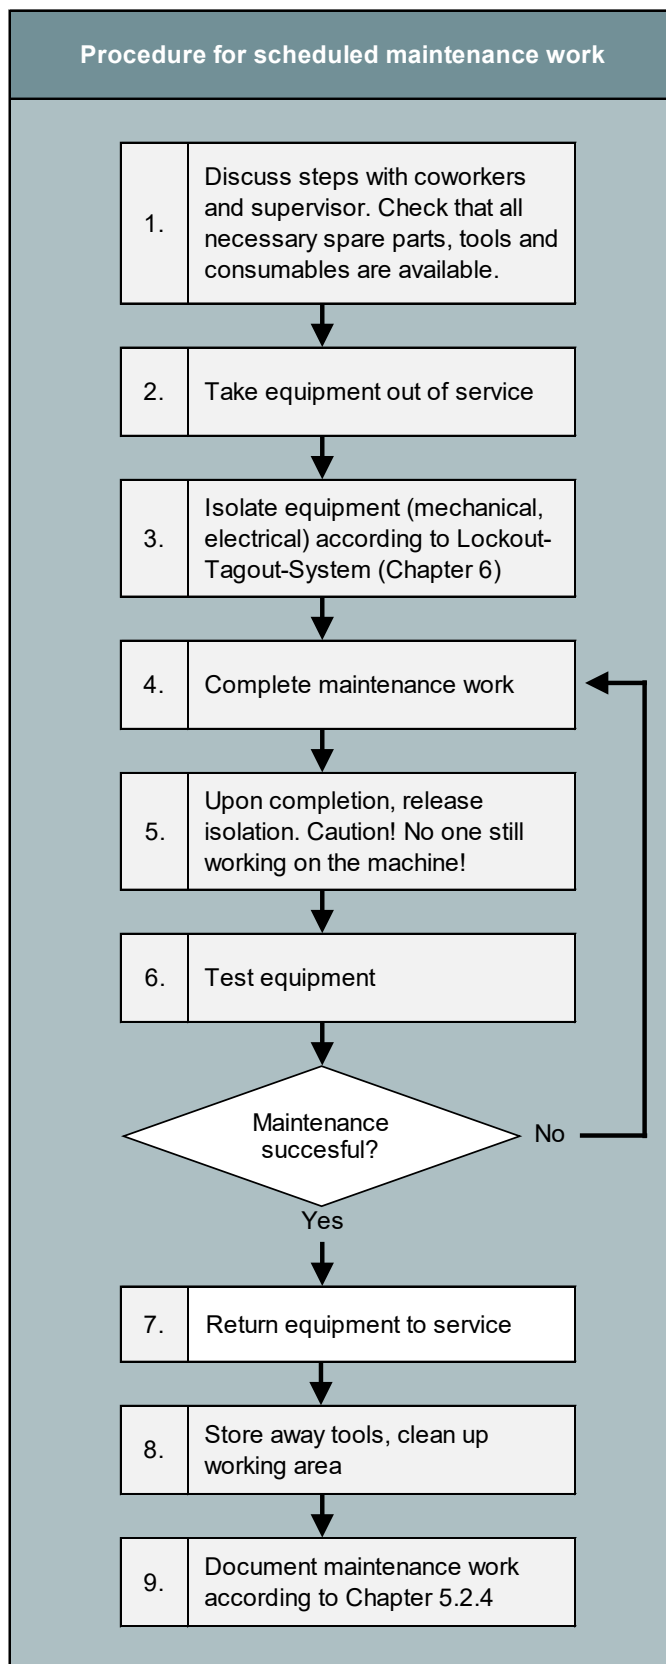 Procedure for scheduled maintenance work
1.
Discuss steps with coworkers
and supervisor. Check that all
necessary spare parts, tools and
consumables are available.
2.
Take equipment out of service
3.
Isolate equipment (mechanical,
electrical) according to Lockout-
Tagout-System (Chapter 6)
4.
Complete maintenance work
5.
Upon completion, release
isolation. Caution! No one still
working on the machine!
6.
Test equipment
Maintenance
succesful?
No
Yes
7.
Return equipment to service
8.
Store away tools, clean up
working area
9.
Document maintenance work
according to Chapter 5.2.4